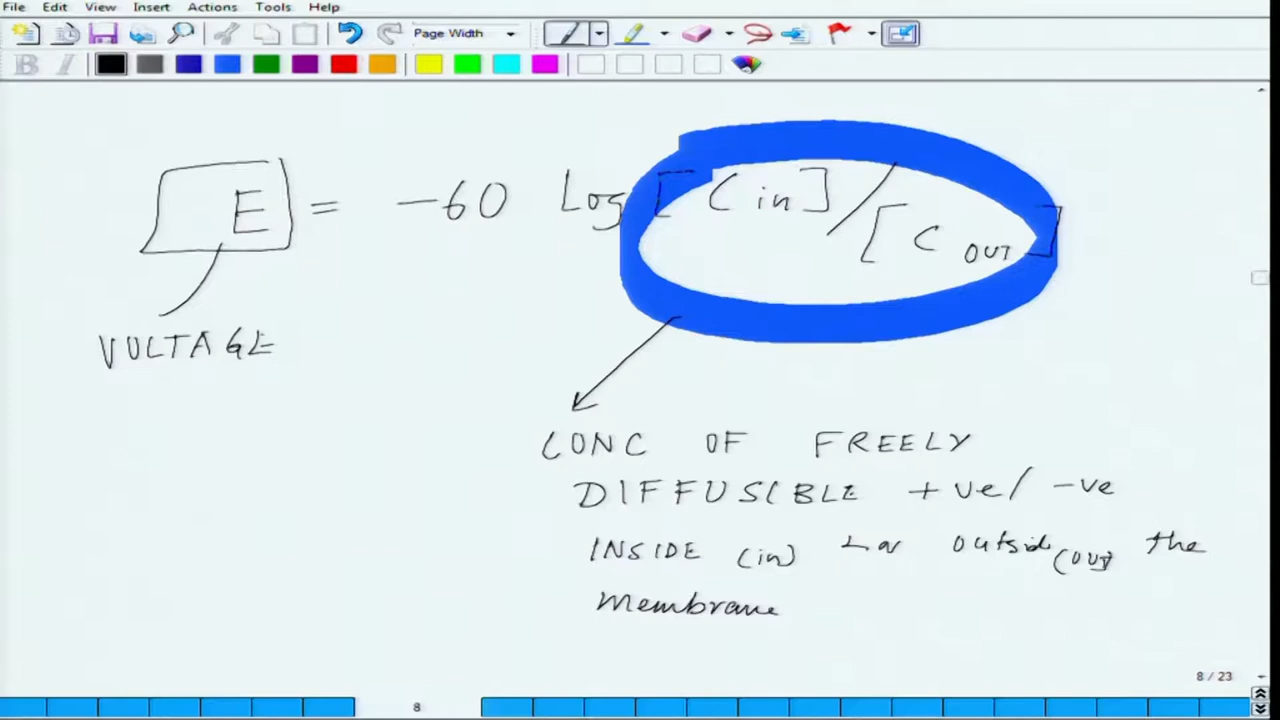 File Edit View Insert Actions Tools Help
Page Width
E = -60 Log [C in] / [C OUT]
VOLTAGE
CONC OF FREELY
DIFFUSIBLE +ve/ -ve
INSIDE (in) outside (OUT) the
membrane
8 / 23
8